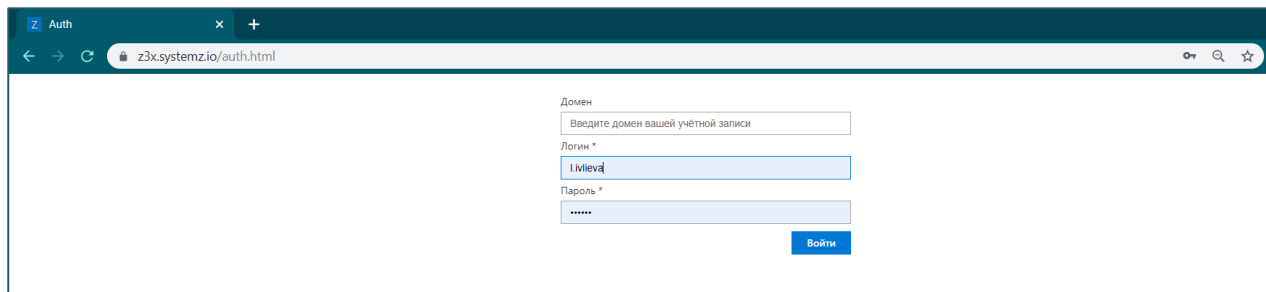 Z Auth
z3x.systemz.io/auth.html
Домен
Введите домен вашей учётной записи
Логин *
l.ivlieva
Пароль *
••••••
Войти